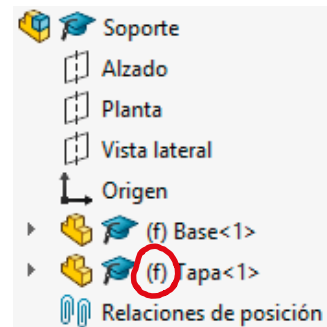 Soporte
Alzado
Planta
Vista lateral
Origen
(f) Base<1>
(f) Tapa<1>
Relaciones de posición